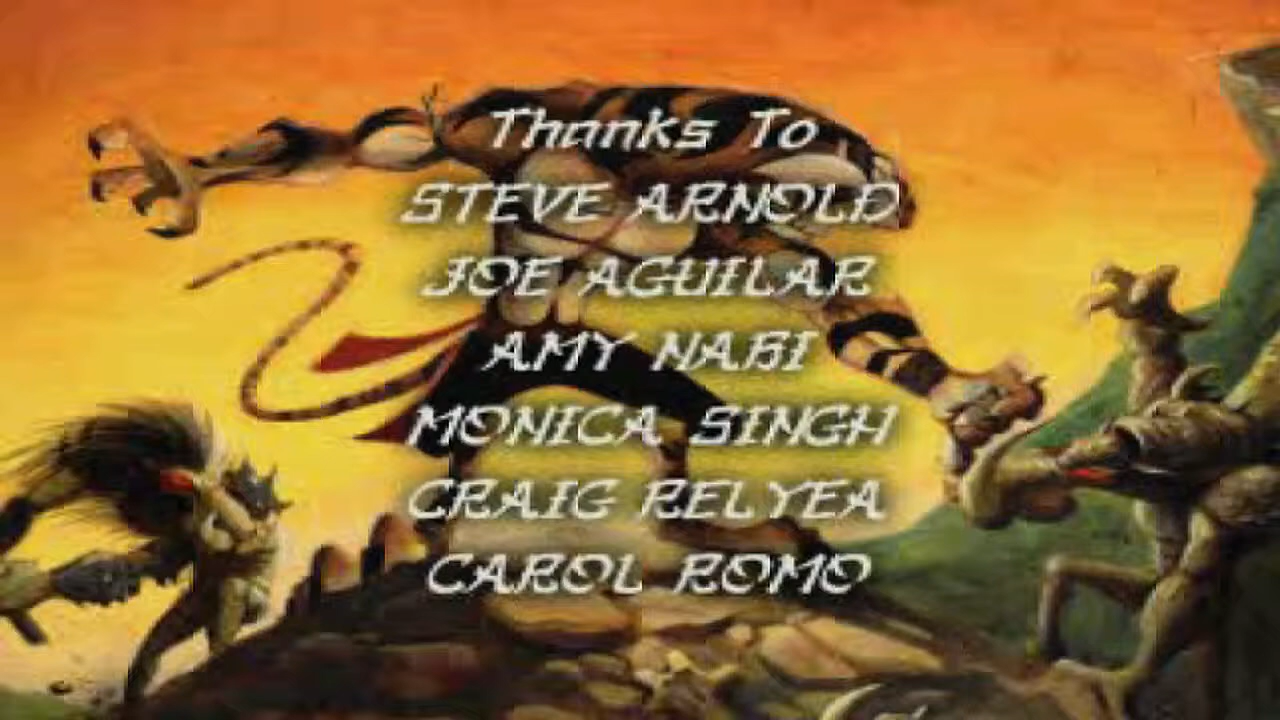 Thanks To
STEVE ARNOLD
JOE AGUILAR
AMY NABI
MONICA SINGH
CRAIG RELYEA
CAROL ROMO